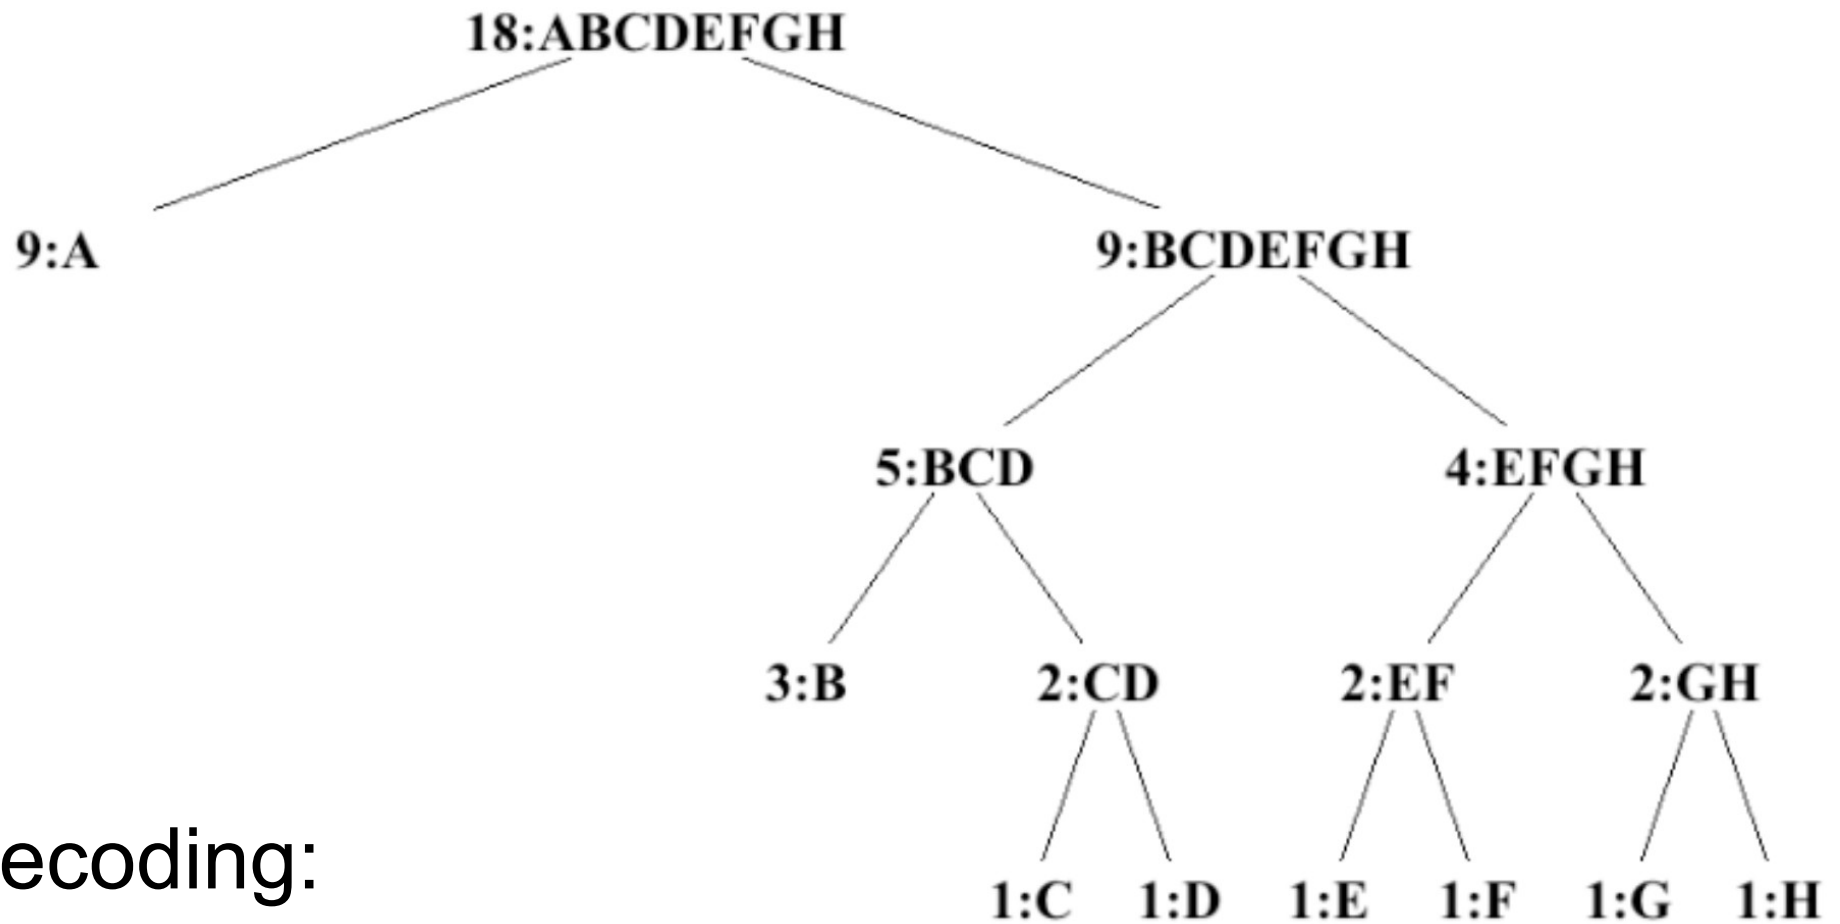 18:ABCDEFGH
9:A 9:BCDEFGH
5:BCD 4:EFGH
3:B 2:CD 2:EF 2:GH
ecoding:
1:C 1:D 1:E 1:F 1:G 1:H